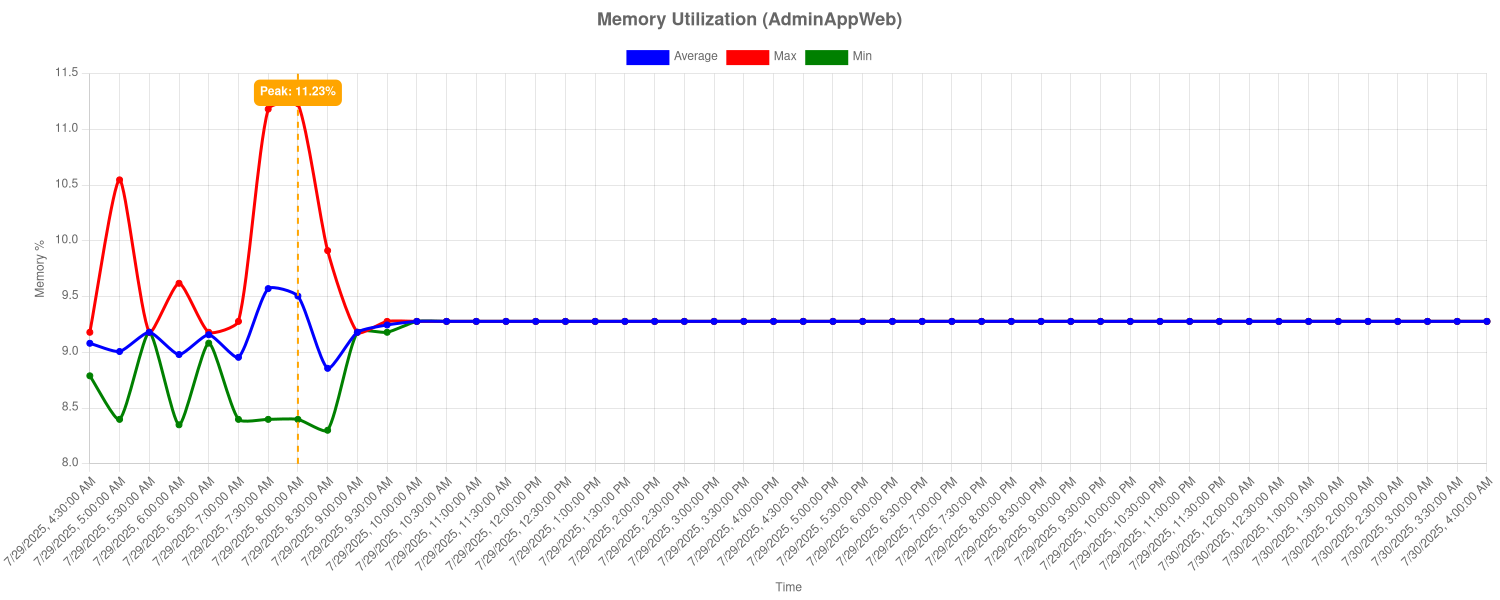 Memory Utilization (AdminAppWeb)
Average Max Min
Peak: 11.23%
11.5
11.0
10.5
10.0
9.5
9.0
8.5
8.0
Memory %
7/29/2025, 4:30:00 AM
7/29/2025, 5:00:00 AM
7/29/2025, 5:30:00 AM
7/29/2025, 6:00:00 AM
7/29/2025, 6:30:00 AM
7/29/2025, 7:00:00 AM
7/29/2025, 7:30:00 AM
7/29/2025, 8:00:00 AM
7/29/2025, 8:30:00 AM
7/29/2025, 9:00:00 AM
7/29/2025, 9:30:00 AM
7/29/2025, 10:00:00 AM
7/29/2025, 10:30:00 AM
7/29/2025, 11:00:00 AM
7/29/2025, 11:30:00 AM
7/29/2025, 12:00:00 PM
7/29/2025, 12:30:00 PM
7/29/2025, 1:00:00 PM
7/29/2025, 1:30:00 PM
7/29/2025, 2:00:00 PM
7/29/2025, 2:30:00 PM
7/29/2025, 3:00:00 PM
7/29/2025, 3:30:00 PM
7/29/2025, 4:00:00 PM
7/29/2025, 4:30:00 PM
7/29/2025, 5:00:00 PM
7/29/2025, 5:30:00 PM
7/29/2025, 6:00:00 PM
7/29/2025, 6:30:00 PM
7/29/2025, 7:00:00 PM
7/29/2025, 7:30:00 PM
7/29/2025, 8:00:00 PM
7/29/2025, 8:30:00 PM
7/29/2025, 9:00:00 PM
7/29/2025, 9:30:00 PM
7/29/2025, 10:00:00 PM
7/29/2025, 10:30:00 PM
7/29/2025, 11:00:00 PM
7/29/2025, 11:30:00 PM
7/30/2025, 12:00:00 AM
7/30/2025, 12:30:00 AM
7/30/2025, 1:00:00 AM
7/30/2025, 1:30:00 AM
7/30/2025, 2:00:00 AM
7/30/2025, 2:30:00 AM
7/30/2025, 3:00:00 AM
7/30/2025, 3:30:00 AM
7/30/2025, 4:00:00 AM
Time